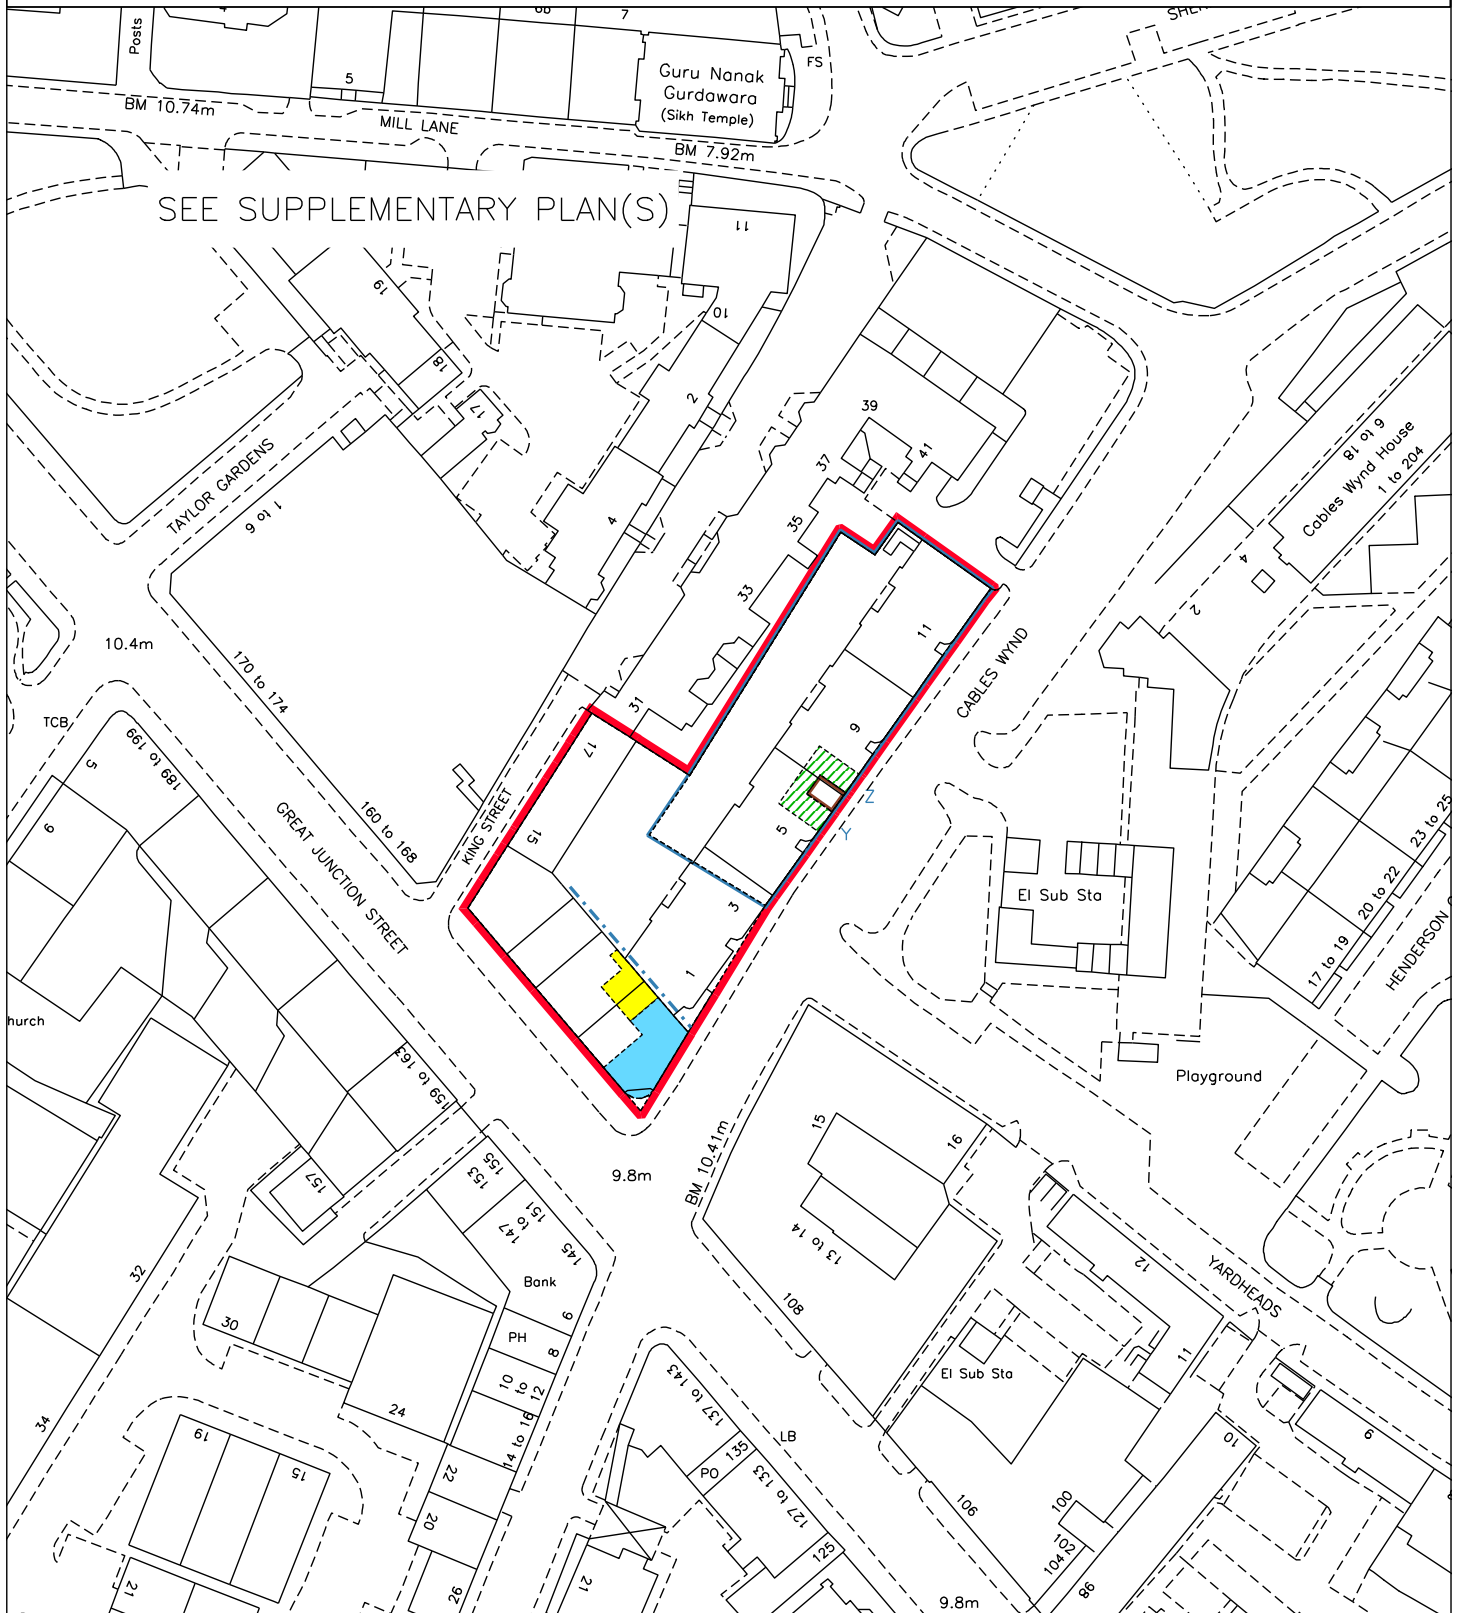 4
6b
7
SHE
Posts
FS
5
Guru Nanak
Gurdawara
(Sikh Temple)
BM 10.74m
MILL LANE
BM 7.92m
SEE SUPPLEMENTARY PLAN(S)
11
19
10
18
2
17
39
41
37
6 to 18
Cables Wynd House
1 to 204
TAYLOR GARDENS
1 to 6
4
35
33
4
2
10.4m
11
CABLES WYND
170 to 174
31
TCB
189 to 199
5
17
9
Z
Y
5
6
GREAT JUNCTION STREET
160 to 168
KING STREET
15
23 to 25
20 to 22
El Sub Sta
3
17 to 19
HENDERSON
1
hurch
159 to 163
Playground
15
16
BM 10.41m
9.8m
155
153
157
151
to
147
145
13 to 14
12
YARDHEADS
32
Bank
108
6
30
PH
8
11
El Sub Sta
10
to
12
137 to 143
24
14 to 16
34
19
15
LB
135
PO
127 to 133
10
9
22
20
106
100
102
104
125
21
26
21
86
9.8m